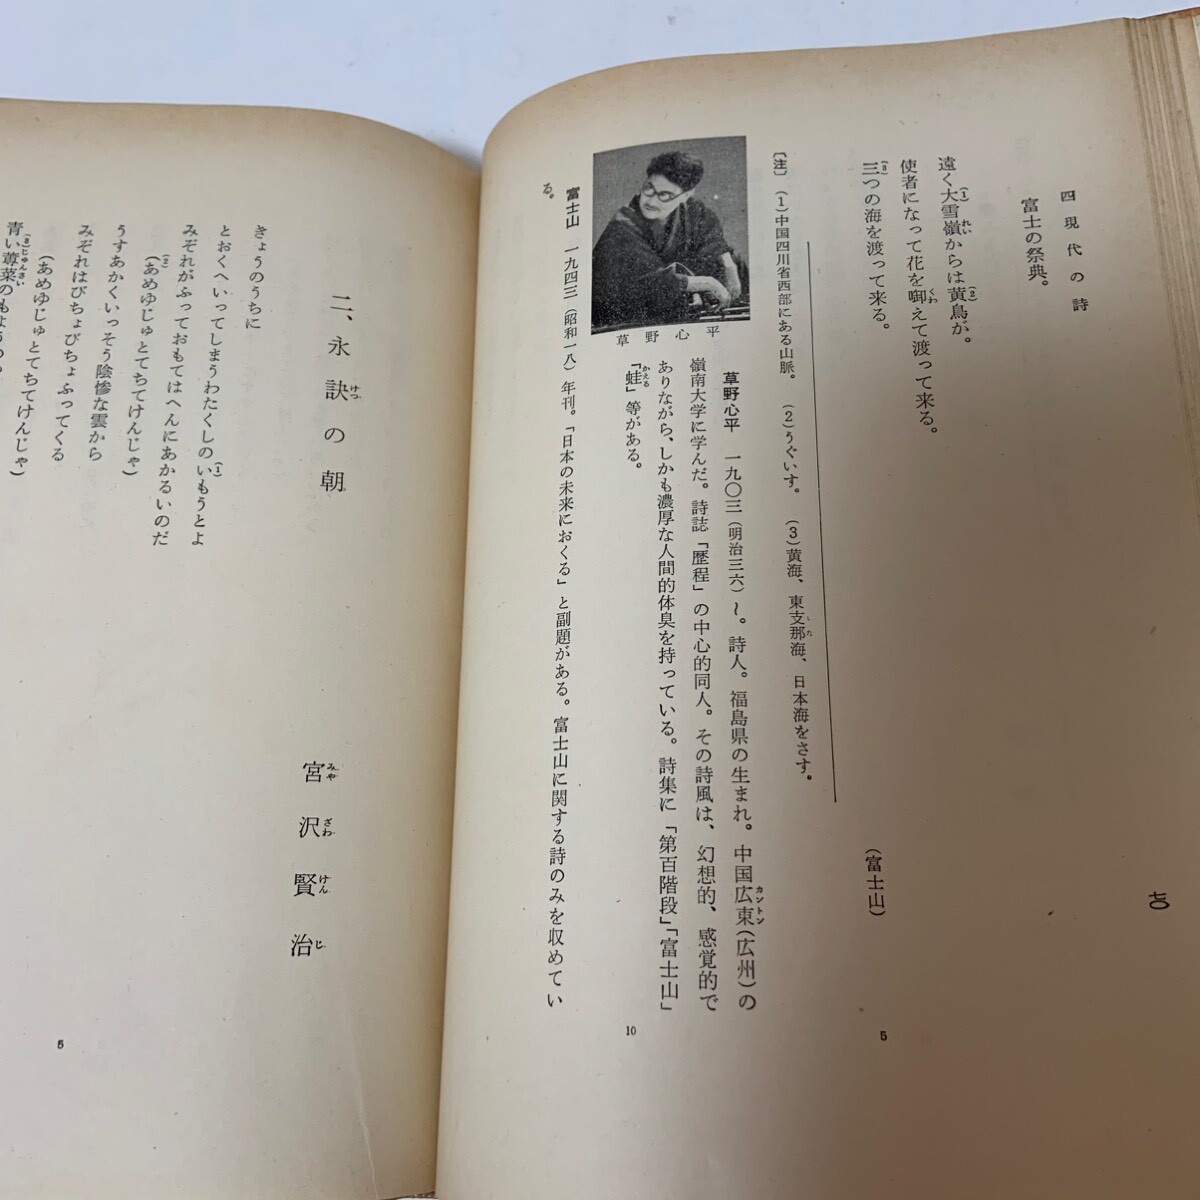 四 現代の詩
七〇
富士の祭典。
遠く大雪嶺からは黄鳥が。
使者になって花を啣えて渡って来る。
三つの海を渡って来る。
(富士山)
〔注〕 (1)中国四川省西部にある山脈。 (2)うぐいす。 (3)黄海、東支那海、日本海をさす。
草野心平
草野心平 一九〇三(明治三六)~。詩人。福島県の生まれ。中国広東(広州)の
嶺南大学に学んだ。詩誌「歴程」の中心的同人。その詩風は、幻想的、感覚的で
ありながら、しかも濃厚な人間的体臭を持っている。詩集に「第百階段」「富士山」
「蛙」等がある。
富士山 一九四三(昭和一八)年刊。「日本の未来におくる」と副題がある。富士山に関する詩のみを収めてい
る。
5
10
二、永訣の朝
宮沢賢治
きょうのうちに
とおくへいってしまうわたくしのいもうとよ
みぞれがふっておもてはへんにあかるいのだ
(あめゆじゅとてちてけんじゃ)
うすあかくいっそう陰惨な雲から
みぞれはびちょびちょふってくる
(あめゆじゅとてちてけんじゃ)
青い蓴菜のもようの
5